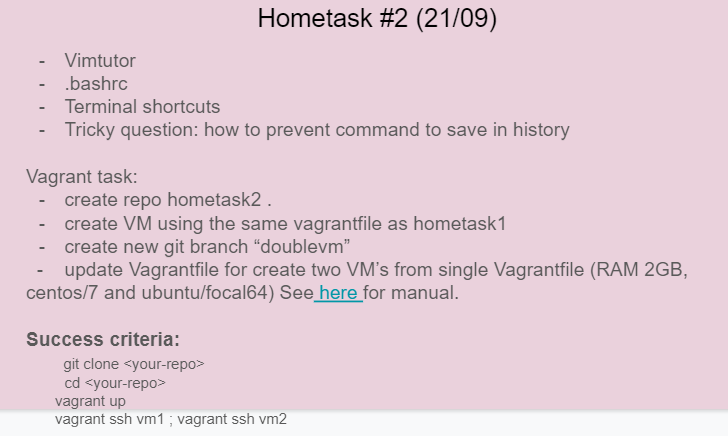 Hometask #2 (21/09)
- Vimtutor
- .bashrc
- Terminal shortcuts
- Tricky question: how to prevent command to save in history
Vagrant task:
- create repo hometask2 .
- create VM using the same vagrantfile as hometask1
- create new git branch “doublevm”
- update Vagrantfile for create two VM’s from single Vagrantfile (RAM 2GB,
centos/7 and ubuntu/focal64) See here for manual.
Success criteria:
git clone <your-repo>
cd <your-repo>
vagrant up
vagrant ssh vm1 ; vagrant ssh vm2